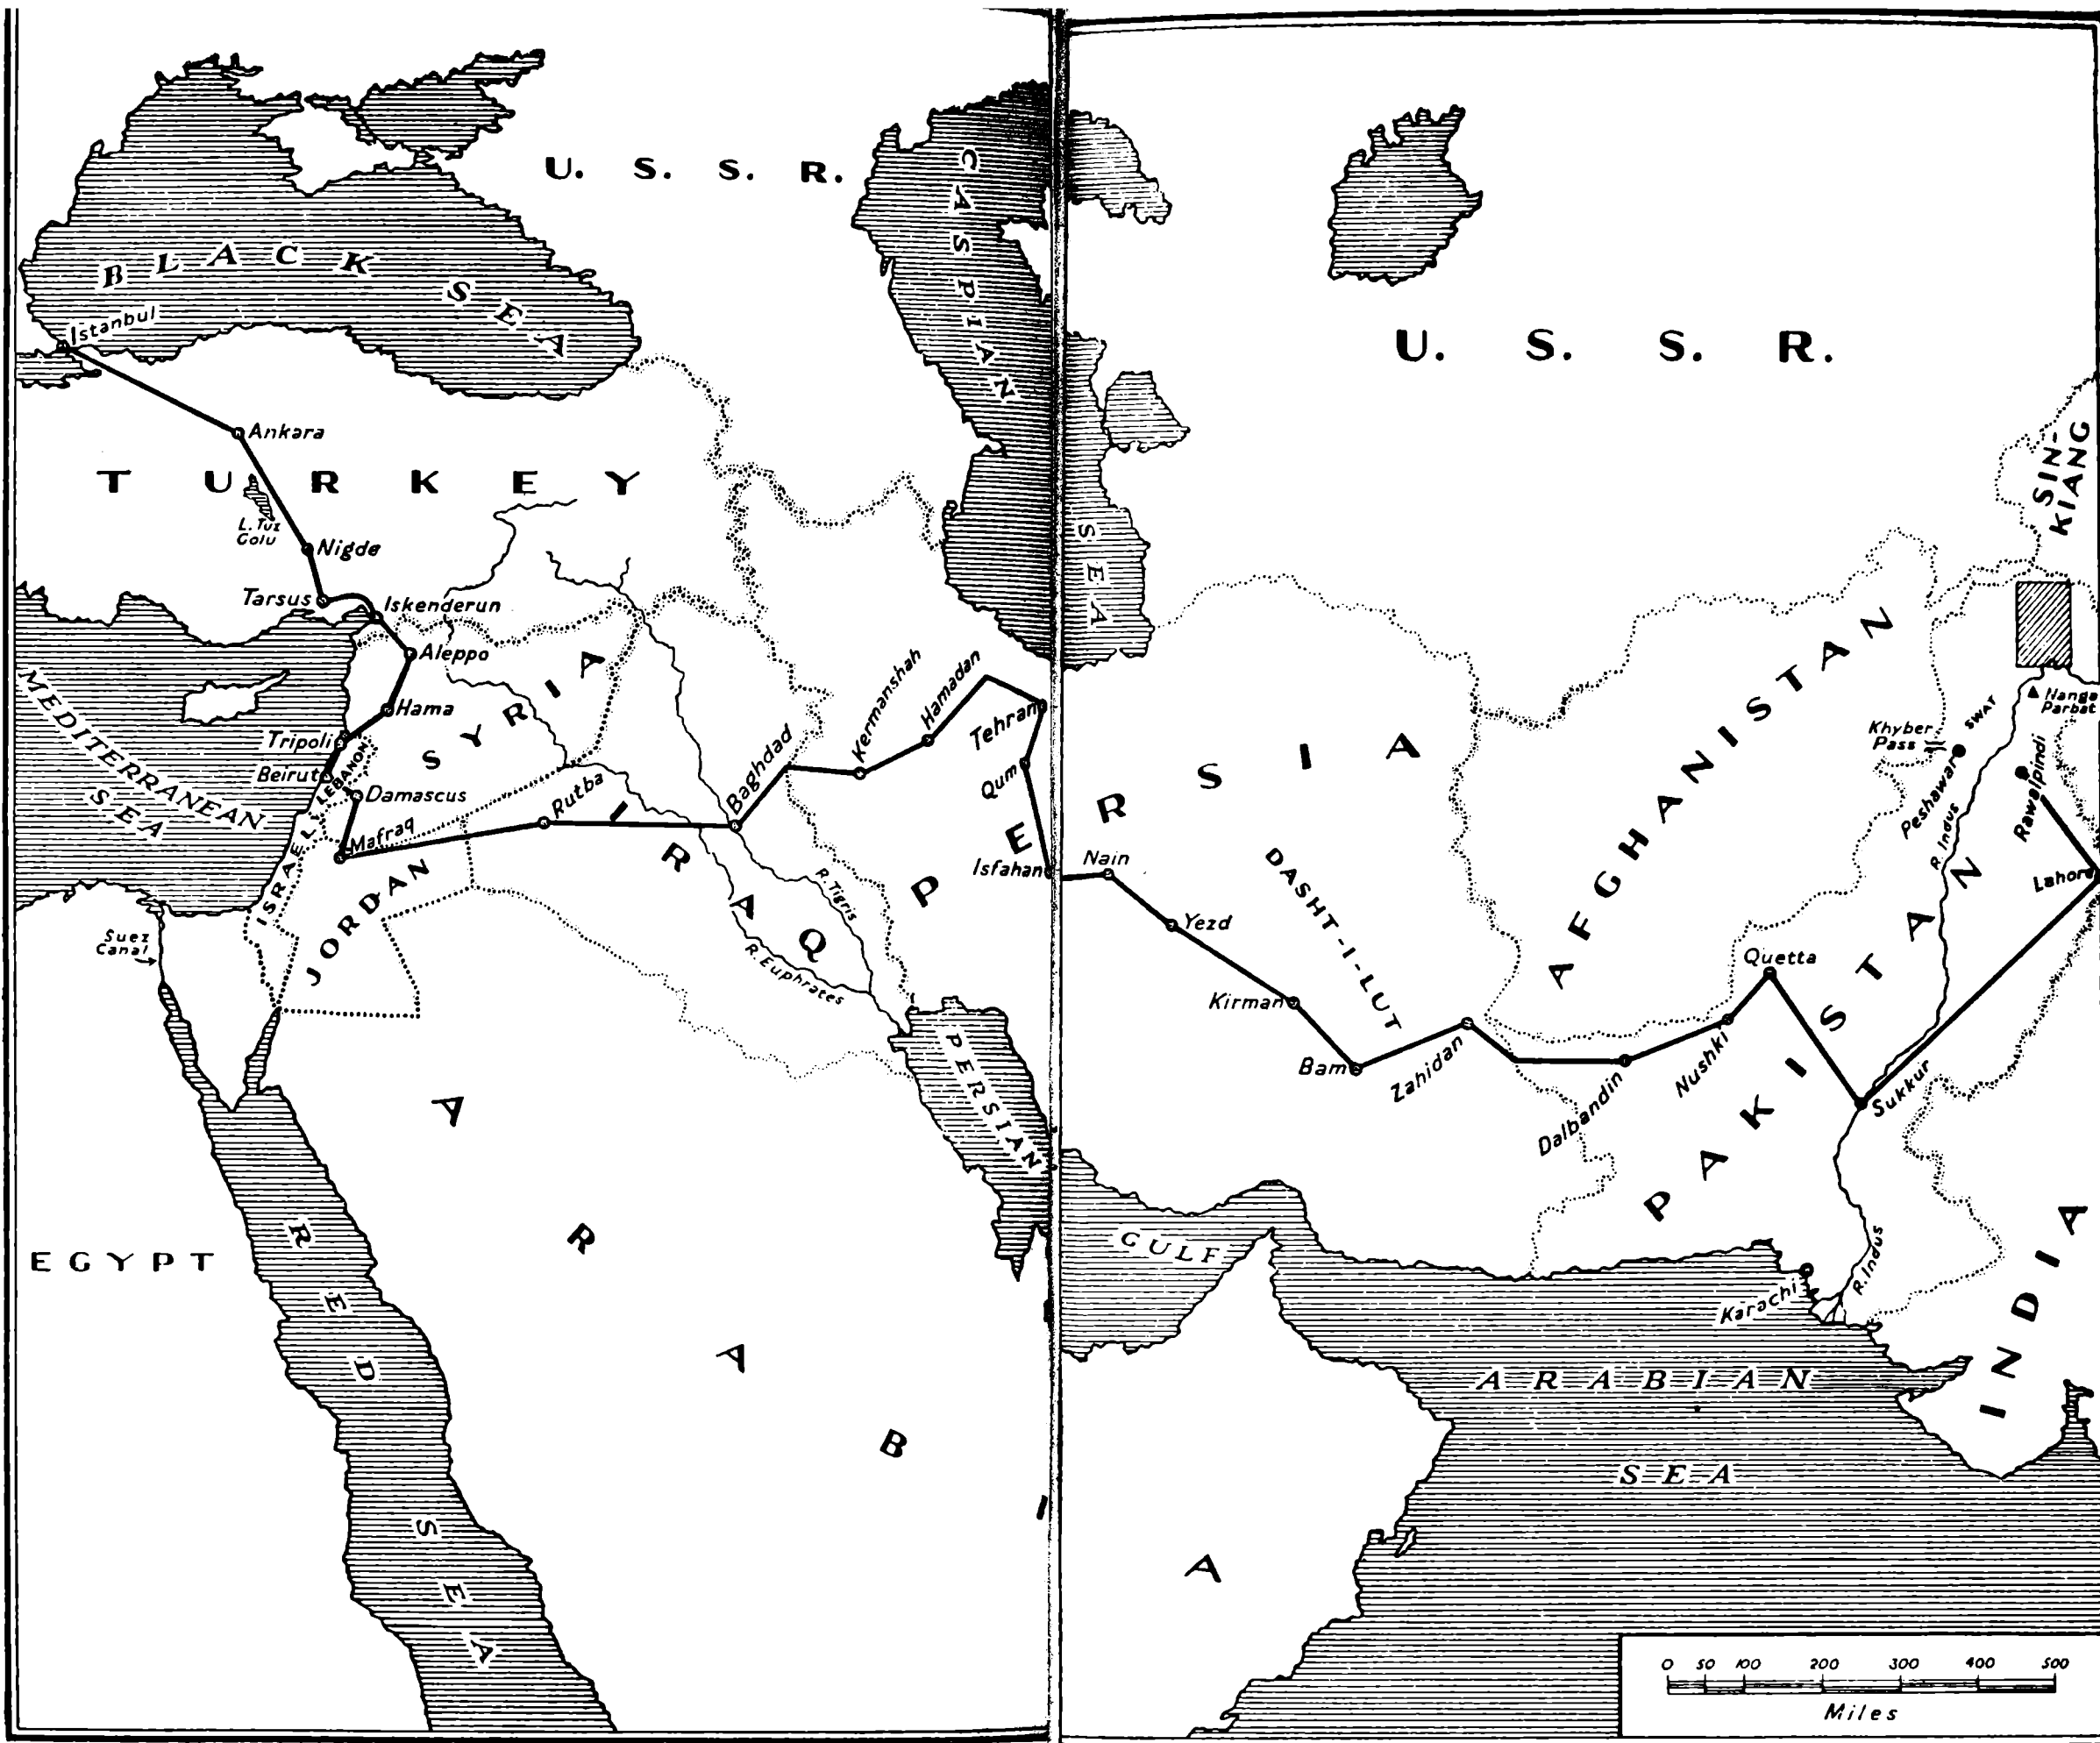 U. S. S. R.
CASPIAN
SEA
BLACK SEA
Istanbul
Ankara
TURKEY
L. Tuz
Golu
Nigde
Tarsus
Iskenderun
Aleppo
Hama
Tripoli
Beirut
LEBANON
Damascus
SYRIA
MEDITERRANEAN
SEA
ISRAEL
Mafraq
JORDAN
Suez
Canal
Rutba
IRAQ
Baghdad
R. Tigris
R. Euphrates
Kermanshah
Hamadan
Tehran
Qum
Isfahan
PERSIA
EGYPT
RED SEA
ARABIA
PERSIAN
GULF
U. S. S. R.
SIN-
KIANG
AFGHANISTAN
Nanga
Parbat
SWAT
Khyber
Pass
Peshawar
Rawalpindi
R. Indus
Lahore
Nain
Yezd
DASHT-I-LUT
Kirman
Bam
Zahidan
Dalbandin
Nushki
Quetta
Sukkur
PAKISTAN
R. Indus
Karachi
INDIA
ARABIAN
SEA
0 50 100 200 300 400 500
Miles